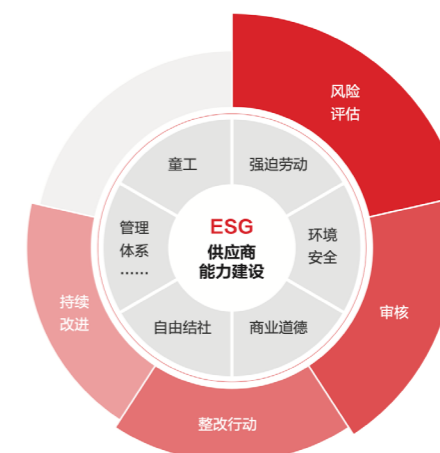 风险
评估
童工
强迫劳动
管理
体系
……
ESG
供应商
能力建设
环境
安全
自由结社
商业道德
持续
改进
审核
整改行动